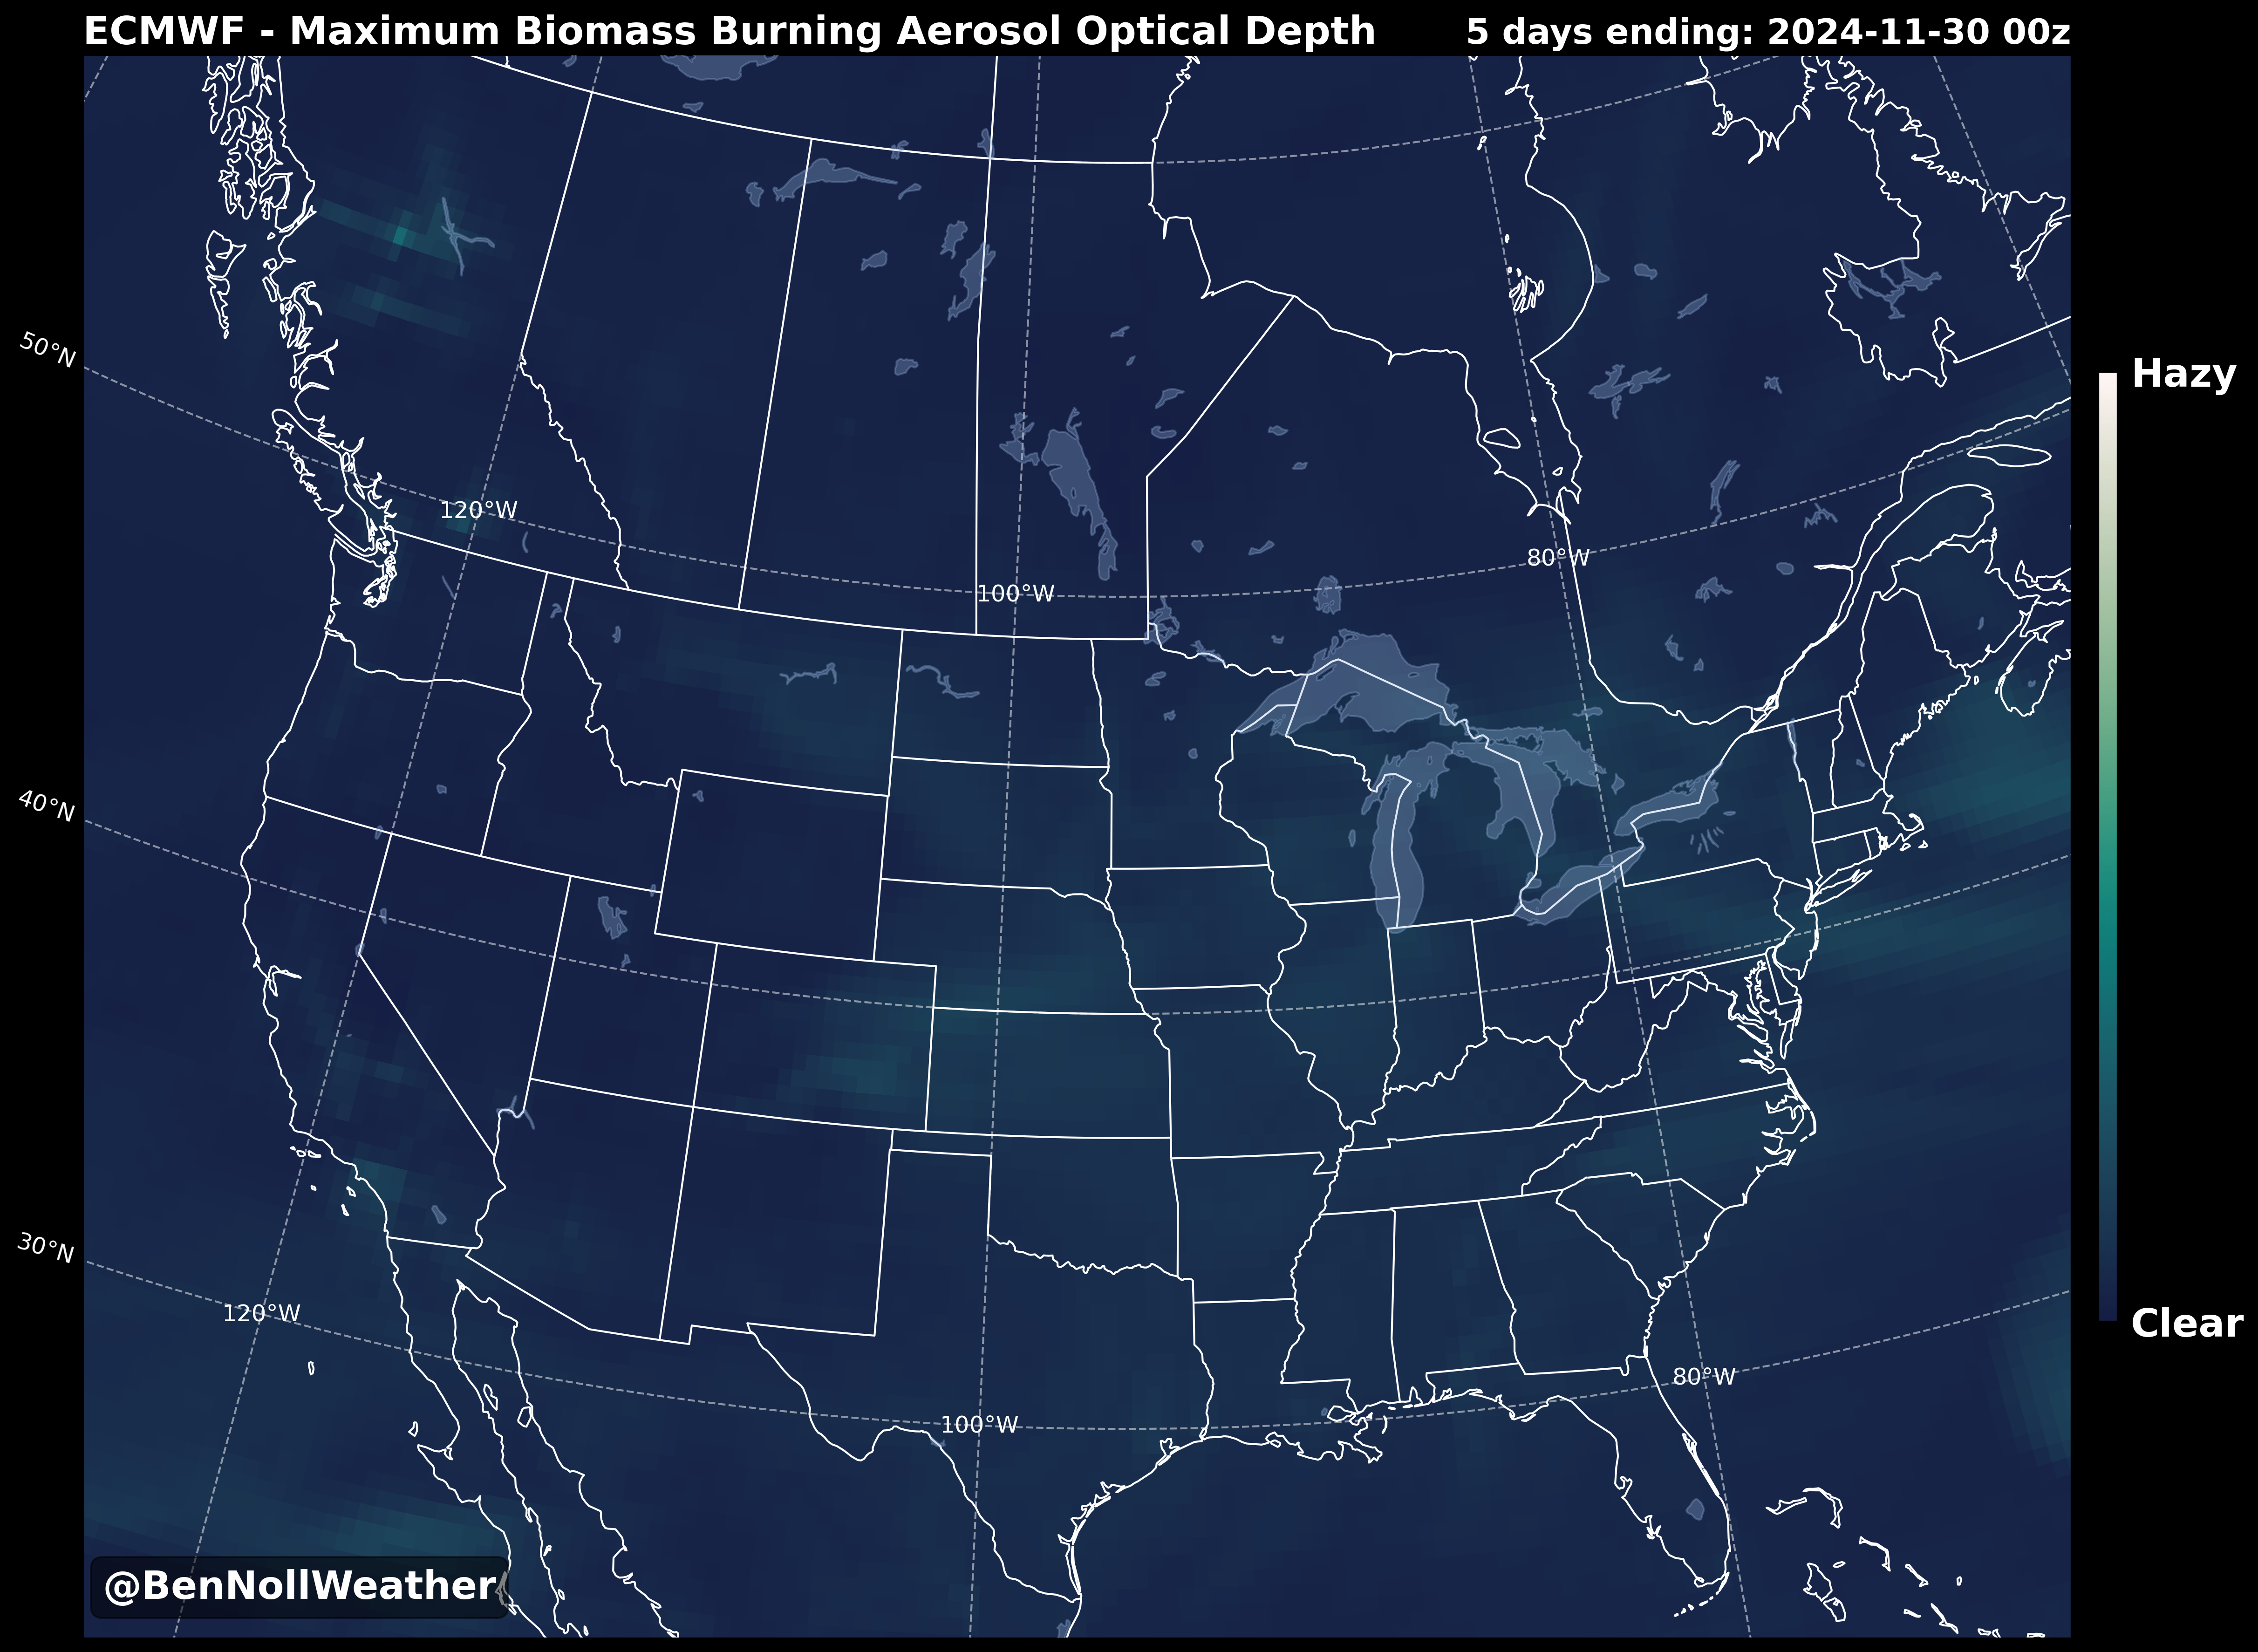 ECMWF - Maximum Biomass Burning Aerosol Optical Depth
5 days ending: 2024-11-30 00z
50°N
40°N
30°N
120°W
100°W
80°W
120°W
100°W
80°W
Hazy
Clear
@BenNollWeather